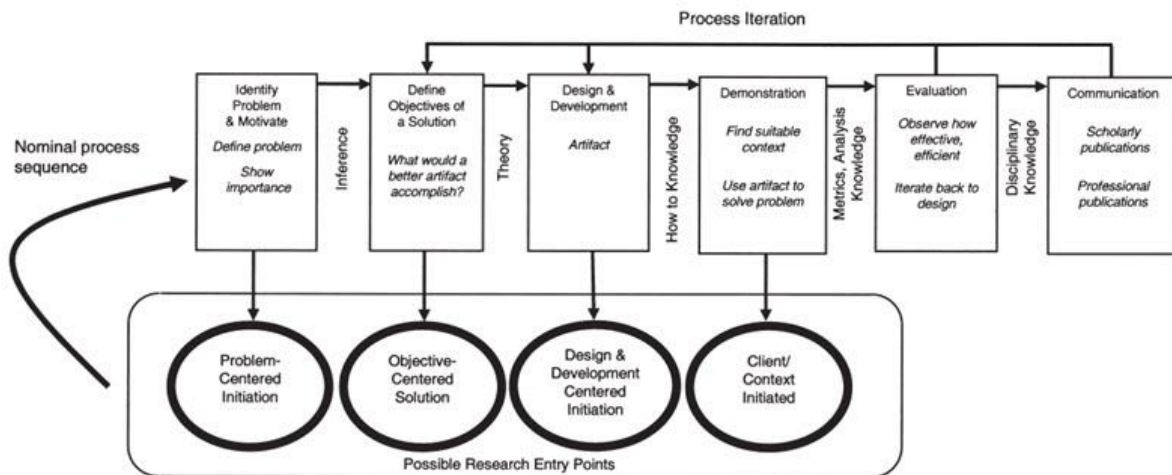 Process Iteration
Nominal process
sequence
Identify
Problem
& Motivate
Define problem
Show
importance
Inference
Define
Objectives of
a Solution
What would a
better artifact
accomplish?
Theory
Design &
Development
Artifact
How to Knowledge
Demonstration
Find suitable
context
Use artifact to
solve problem
Metrics, Analysis
Knowledge
Evaluation
Observe how
effective,
efficient
Iterate back to
design
Disciplinary
Knowledge
Communication
Scholarly
publications
Professional
publications
Problem-
Centered
Initiation
Objective-
Centered
Solution
Design &
Development
Centered
Initiation
Client/
Context
Initiated
Possible Research Entry Points